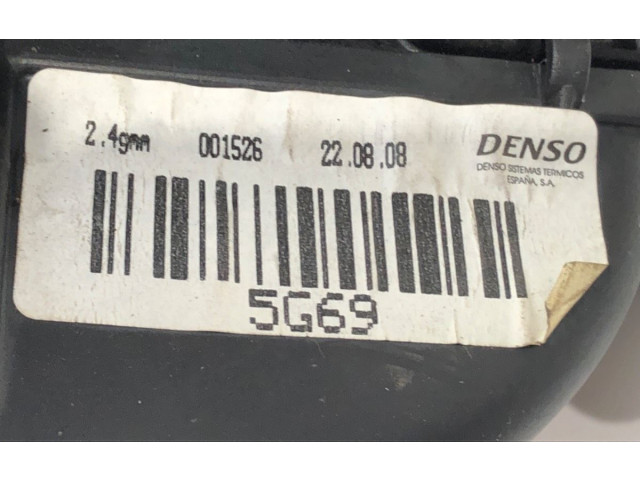 2.4gmm 001526 22.08.08 DENSO
DENSO SISTEMAS TERMICOS
ESPAÑA, S.A.
5G69